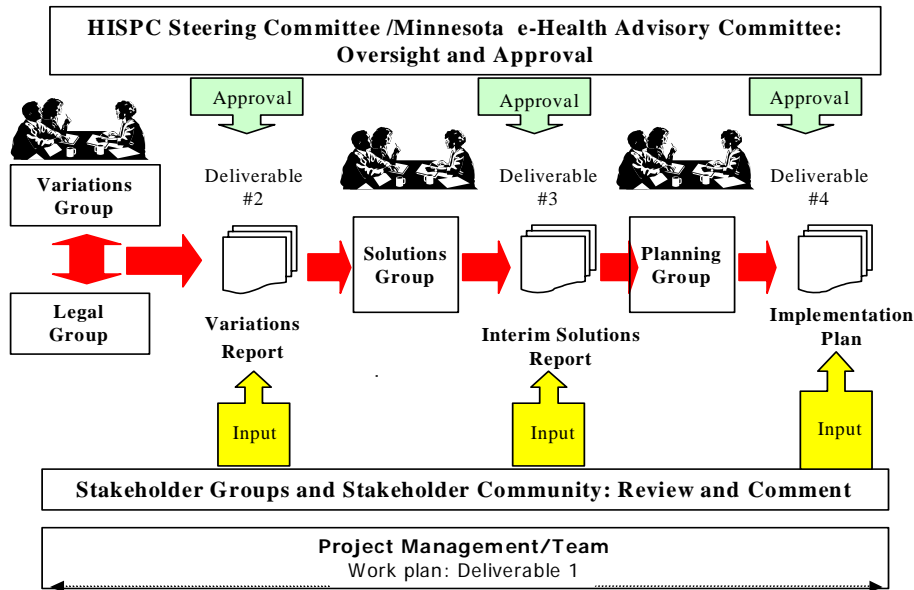 HISPC Steering Committee /Minnesota e-Health Advisory Committee:
Oversight and Approval
Approval
Approval
Approval
Variations
Group
Deliverable
#2
Deliverable
#3
Deliverable
#4
Solutions
Group
Planning
Group
Legal
Group
Variations
Report
Interim Solutions
Report
Implementation
Plan
Input
Input
Input
Stakeholder Groups and Stakeholder Community: Review and Comment
Project Management/Team
Work plan: Deliverable 1